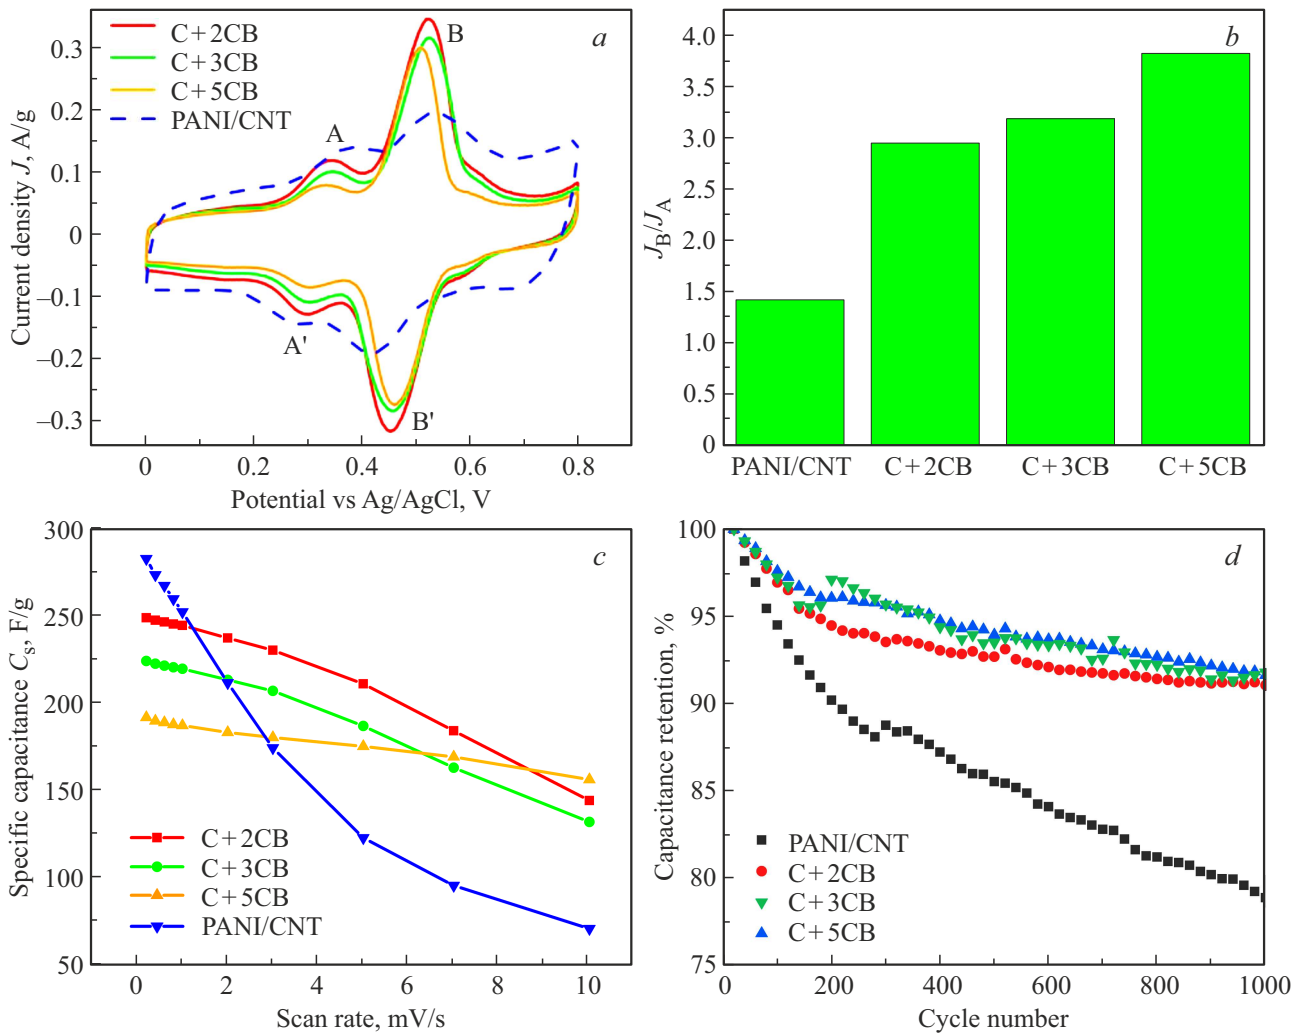 a
C+2CB
C+3CB
C+5CB
PANI/CNT
A
B
A'
B'
0.3
0.2
0.1
0
–0.1
–0.2
–0.3
Current density J, A/g
0 0.2 0.4 0.6 0.8
Potential vs Ag/AgCl, V
b
4.0
3.5
3.0
2.5
2.0
1.5
1.0
0.5
0
J_B/J_A
PANI/CNT C+2CB C+3CB C+5CB
c
300
250
200
150
100
50
Specific capacitance C_s, F/g
C+2CB
C+3CB
C+5CB
PANI/CNT
0 2 4 6 8 10
Scan rate, mV/s
d
100
95
90
85
80
75
Capacitance retention, %
PANI/CNT
C+2CB
C+3CB
C+5CB
0 200 400 600 800 1000
Cycle number